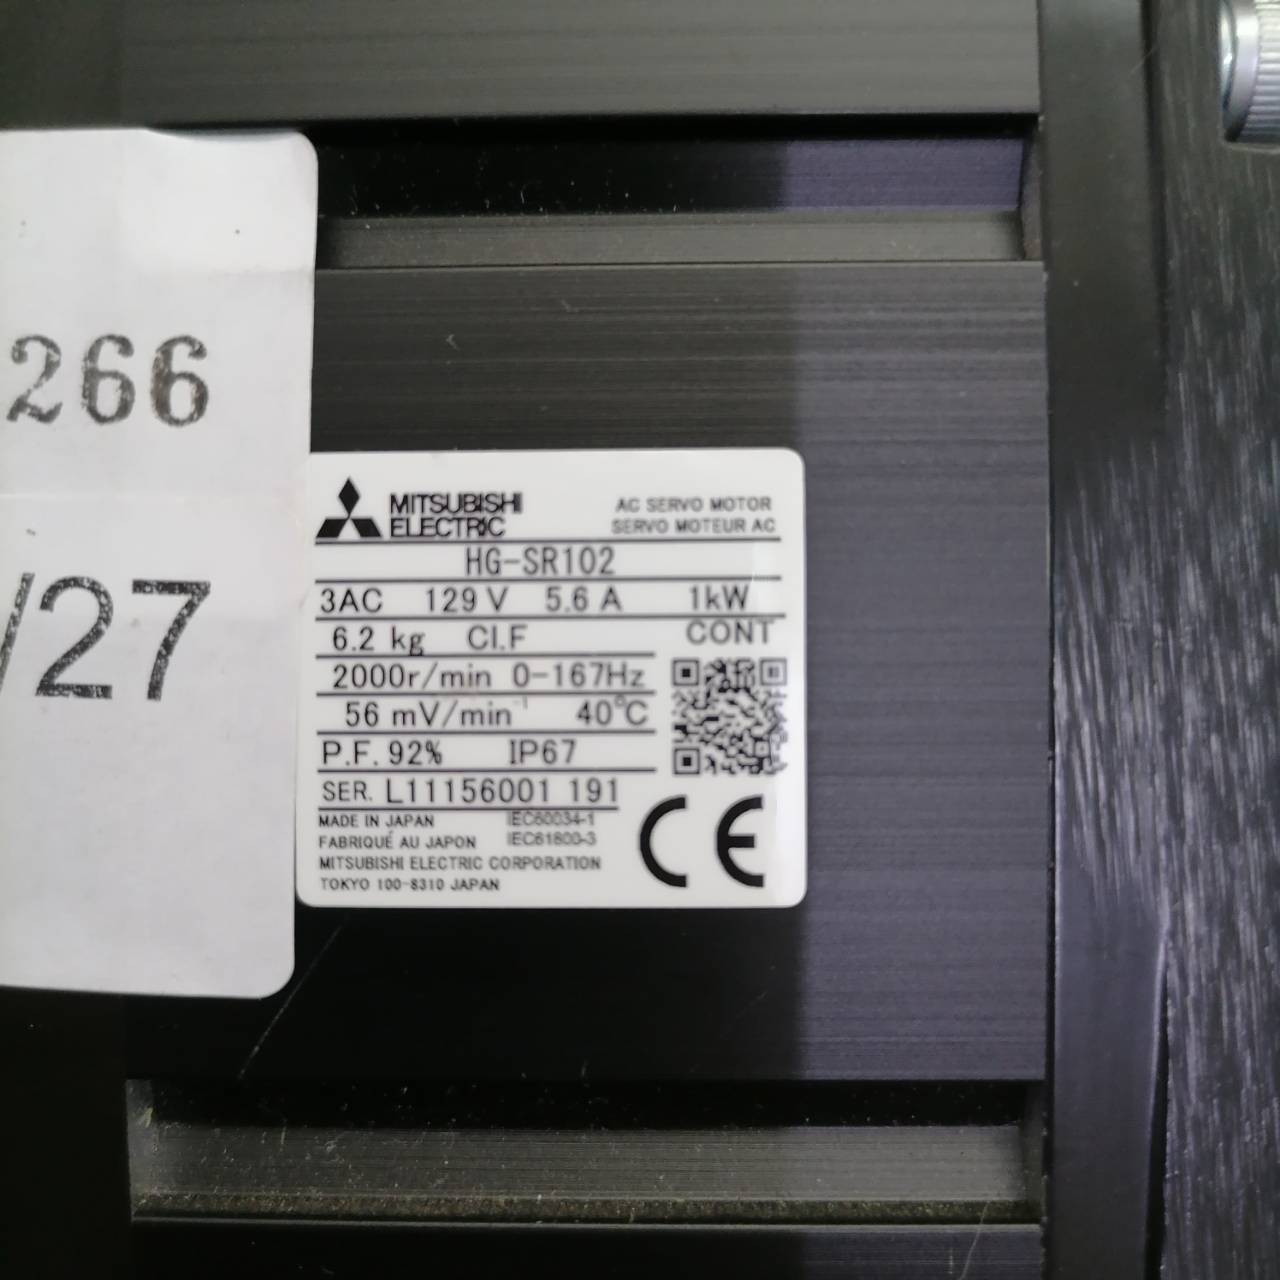 266
/27
MITSUBISHI
ELECTRIC
AC SERVO MOTOR
SERVO MOTEUR AC
HG-SR102
3AC 129 V 5.6 A 1kW
6.2 kg CI.F CONT
2000r/min 0-167Hz
56 mV/min⁻¹ 40℃
P.F. 92% IP67
SER. L11156001 191
MADE IN JAPAN IEC60034-1
FABRIQUÉ AU JAPON IEC61800-3
MITSUBISHI ELECTRIC CORPORATION
TOKYO 100-8310 JAPAN
CE